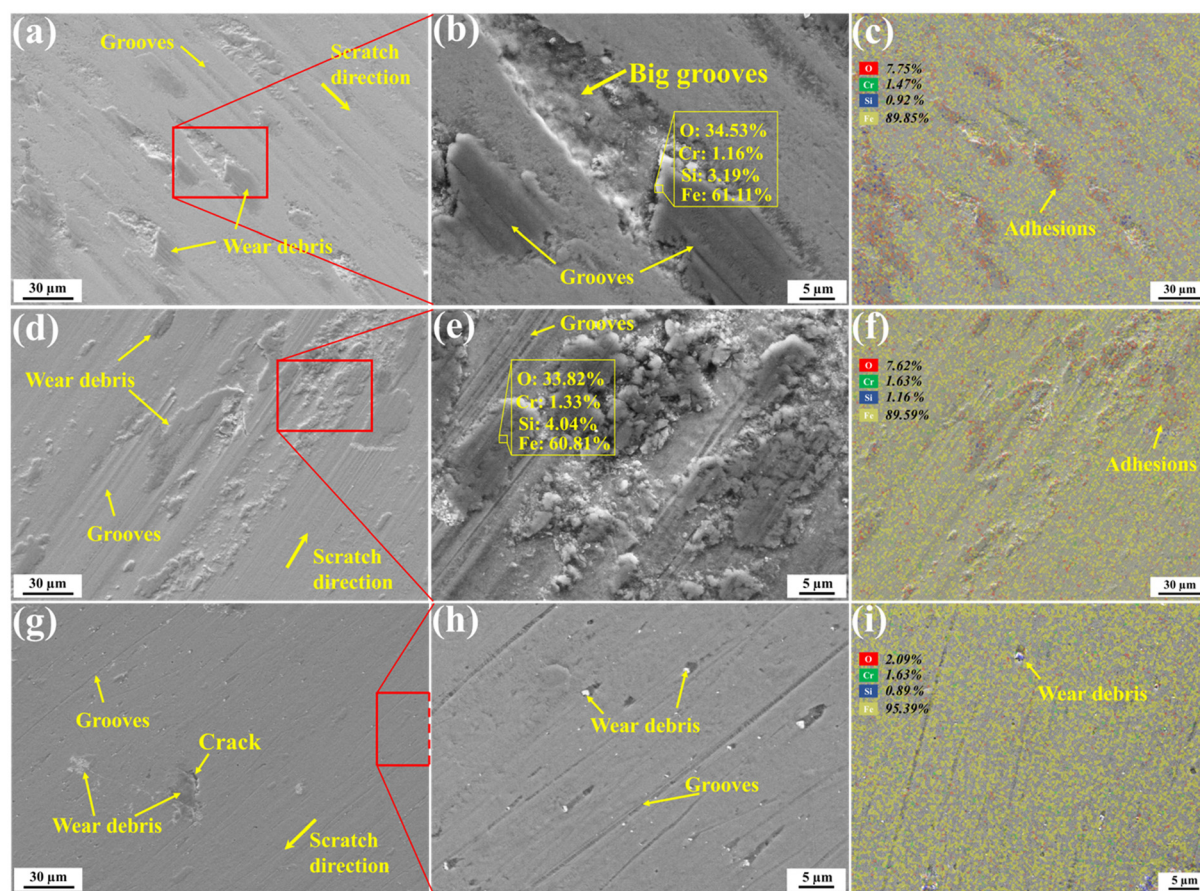 (a)
Grooves
Scratch
direction
Wear debris
30 µm
(b)
Big grooves
O: 34.53%
Cr: 1.16%
Si: 3.19%
Fe: 61.11%
Grooves
5 µm
(c)
O 7.75%
Cr 1.47%
Si 0.92%
Fe 89.85%
Adhesions
30 µm
(d)
Wear debris
Grooves
Scratch
direction
30 µm
(e)
Grooves
O: 33.82%
Cr: 1.33%
Si: 4.04%
Fe: 60.81%
5 µm
(f)
O 7.62%
Cr 1.63%
Si 1.16%
Fe 89.59%
Adhesions
30 µm
(g)
Grooves
Crack
Wear debris
Scratch
direction
30 µm
(h)
Wear debris
Grooves
5 µm
(i)
O 2.09%
Cr 1.63%
Si 0.89%
Fe 95.39%
Wear debris
5 µm